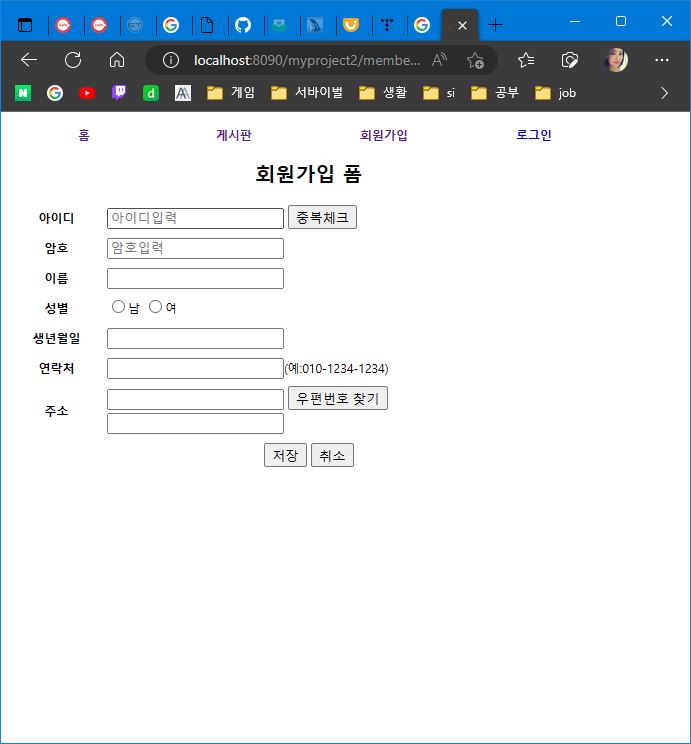 localhost:8090/myproject2/membe...
게임 서바이벌 생활 si 공부 job
홈 게시판 회원가입 로그인
회원가입 폼
아이디 아이디입력 중복체크
암호 암호입력
이름
성별 남 여
생년월일
연락처 (예:010-1234-1234)
주소 우편번호 찾기
저장 취소